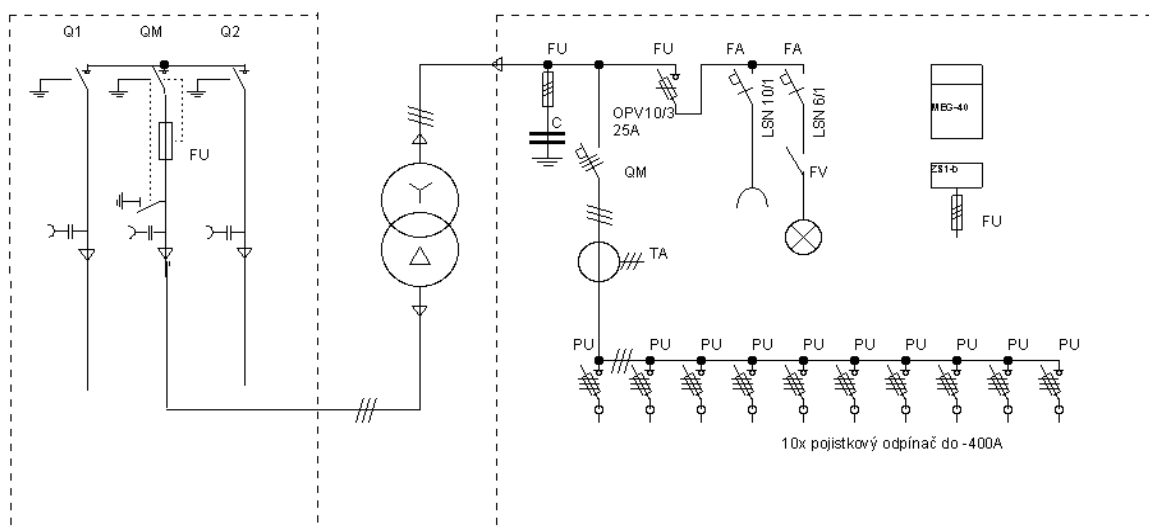 Q1
QM
Q2
FU
FU
FU
FA
FA
OPV10/3
25A
LSN 10/1
LSN 6/1
C
QM
FV
TA
MEG-40
ZS1-b
FU
PU
PU
PU
PU
PU
PU
PU
PU
PU
PU
10x pojistkový odpínač do -400A